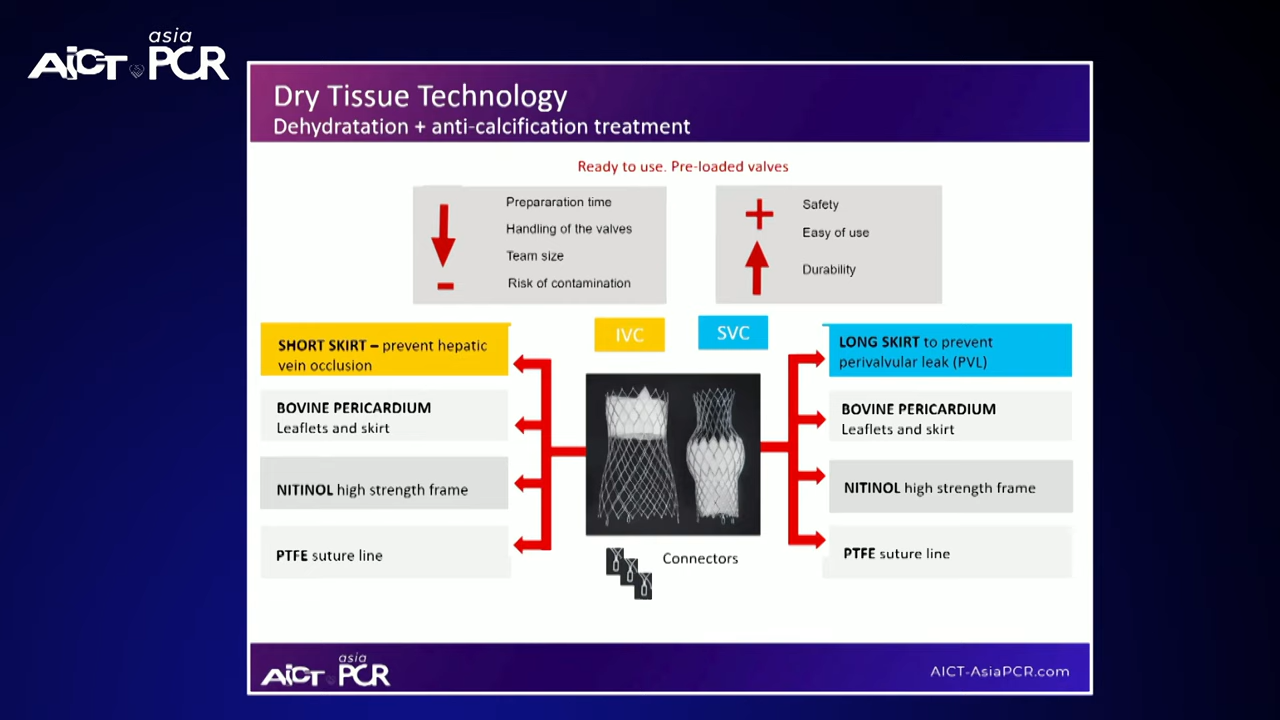 asia
AICT PCR
Dry Tissue Technology
Dehydratation + anti-calcification treatment
Ready to use. Pre-loaded valves
Prepararation time
Handling of the valves
Team size
Risk of contamination
Safety
Easy of use
Durability
IVC
SVC
SHORT SKIRT – prevent hepatic
vein occlusion
BOVINE PERICARDIUM
Leaflets and skirt
NITINOL high strength frame
PTFE suture line
LONG SKIRT to prevent
perivalvular leak (PVL)
BOVINE PERICARDIUM
Leaflets and skirt
NITINOL high strength frame
PTFE suture line
Connectors
asia
AICT PCR
AICT-AsiaPCR.com